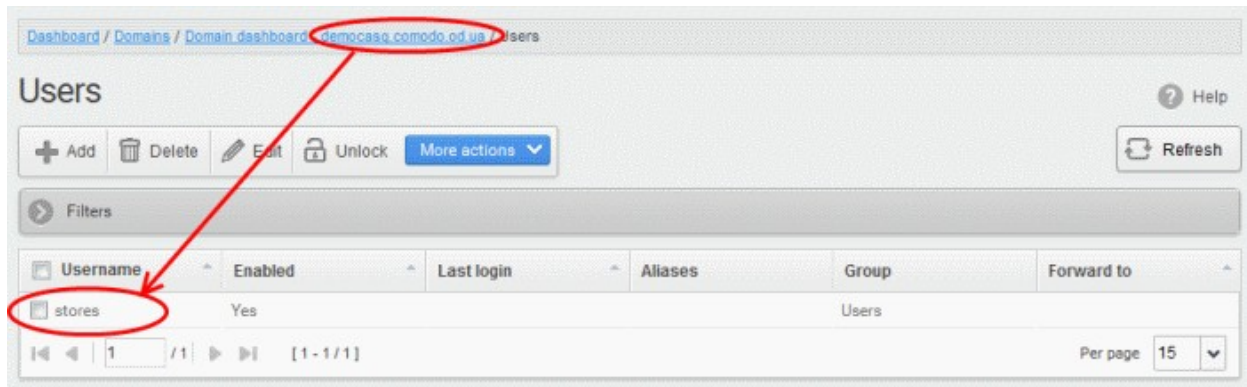 Dashboard / Domains / Domain dashboard - democasg.comodo.od.ua / Users
Users
Help
Add Delete Edit Unlock More actions
Refresh
Filters
Username Enabled Last login Aliases Group Forward to
stores Yes Users
1 / 1 [ 1 - 1 / 1 ] Per page 15